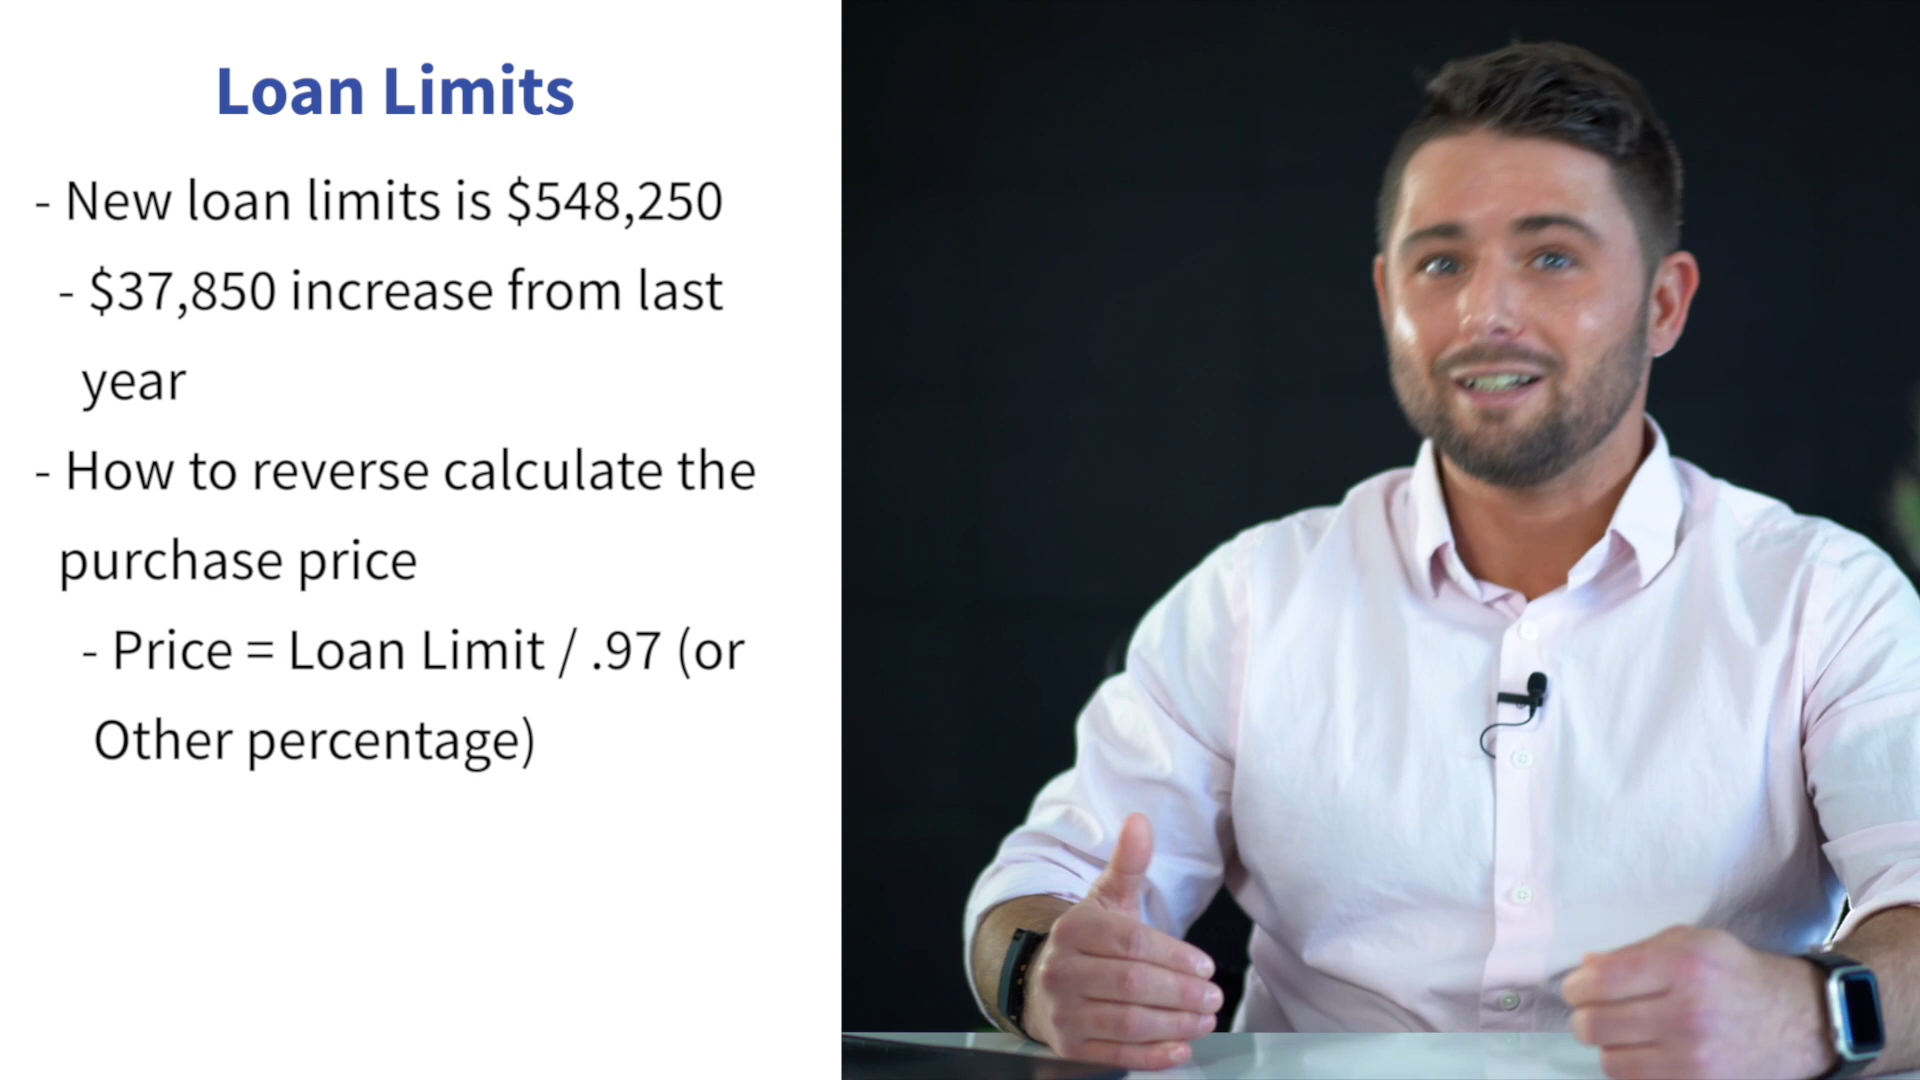 Loan Limits
- New loan limits is $548,250
- $37,850 increase from last
year
- How to reverse calculate the
purchase price
- Price = Loan Limit / .97 (or
Other percentage)